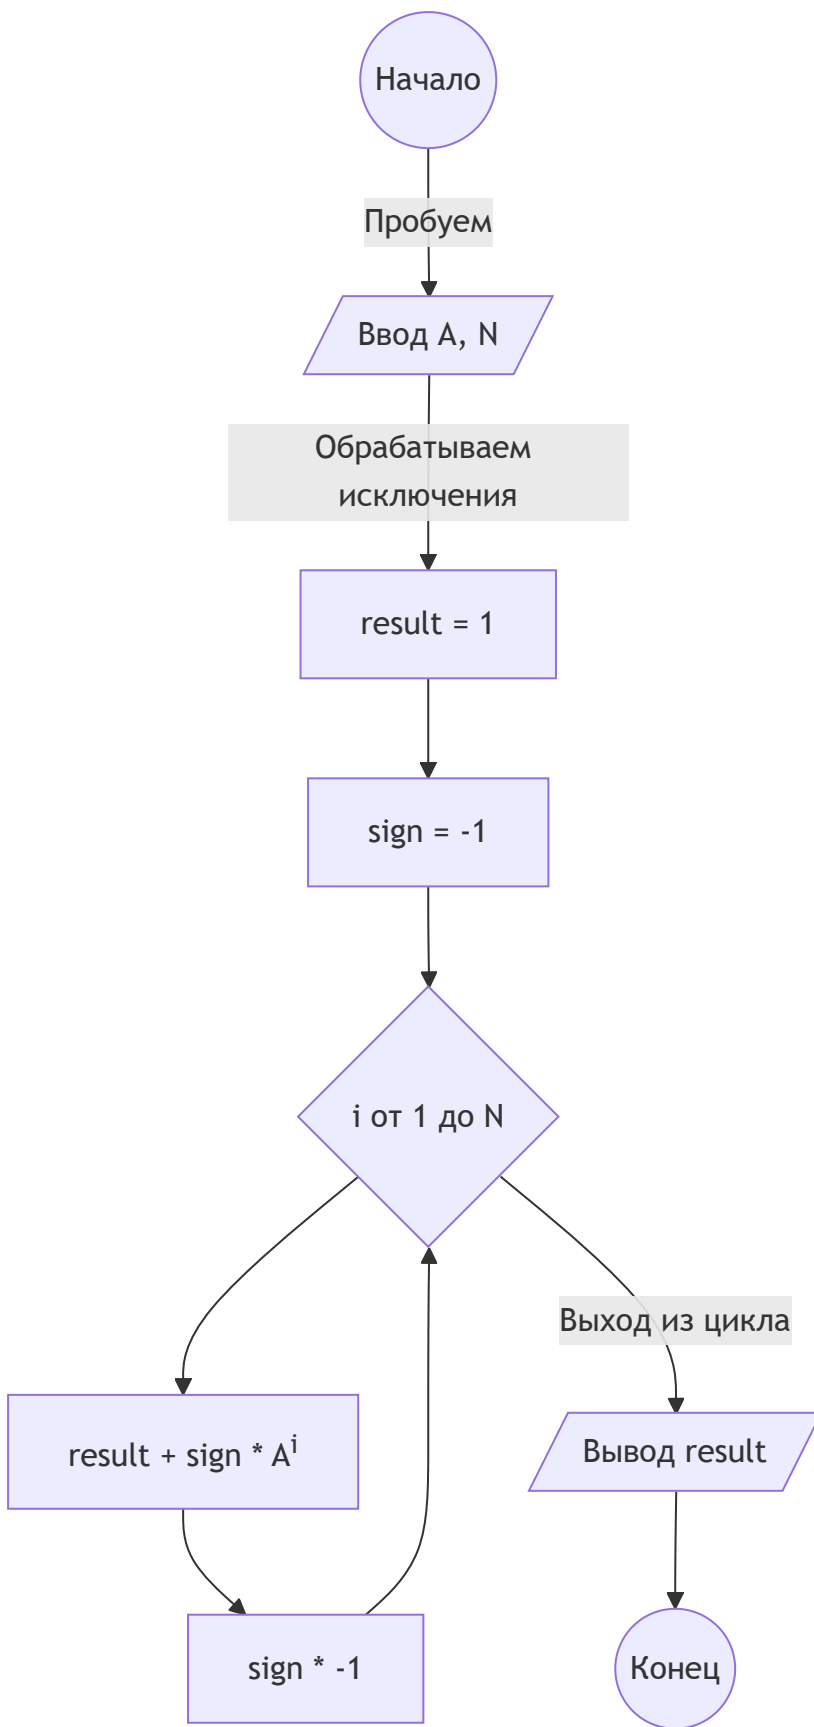 Начало
Пробуем
Ввод A, N
Обрабатываем
исключения
result = 1
sign = -1
i от 1 до N
Выход из цикла
result + sign * Aⁱ
Вывод result
sign * -1
Конец